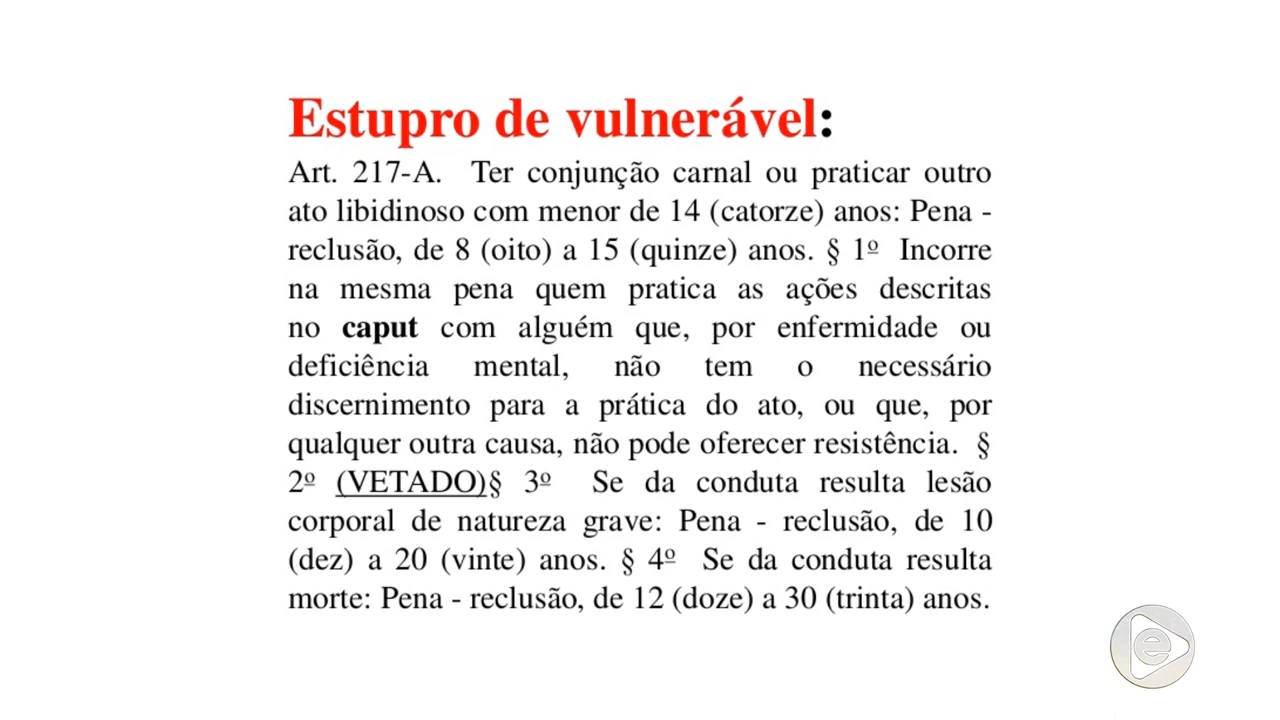 Estupro de vulnerável:
Art. 217-A. Ter conjunção carnal ou praticar outro
ato libidinoso com menor de 14 (catorze) anos: Pena -
reclusão, de 8 (oito) a 15 (quinze) anos. § 1º Incorre
na mesma pena quem pratica as ações descritas
no caput com alguém que, por enfermidade ou
deficiência mental, não tem o necessário
discernimento para a prática do ato, ou que, por
qualquer outra causa, não pode oferecer resistência. §
2º (VETADO)§ 3º Se da conduta resulta lesão
corporal de natureza grave: Pena - reclusão, de 10
(dez) a 20 (vinte) anos. § 4º Se da conduta resulta
morte: Pena - reclusão, de 12 (doze) a 30 (trinta) anos.
e